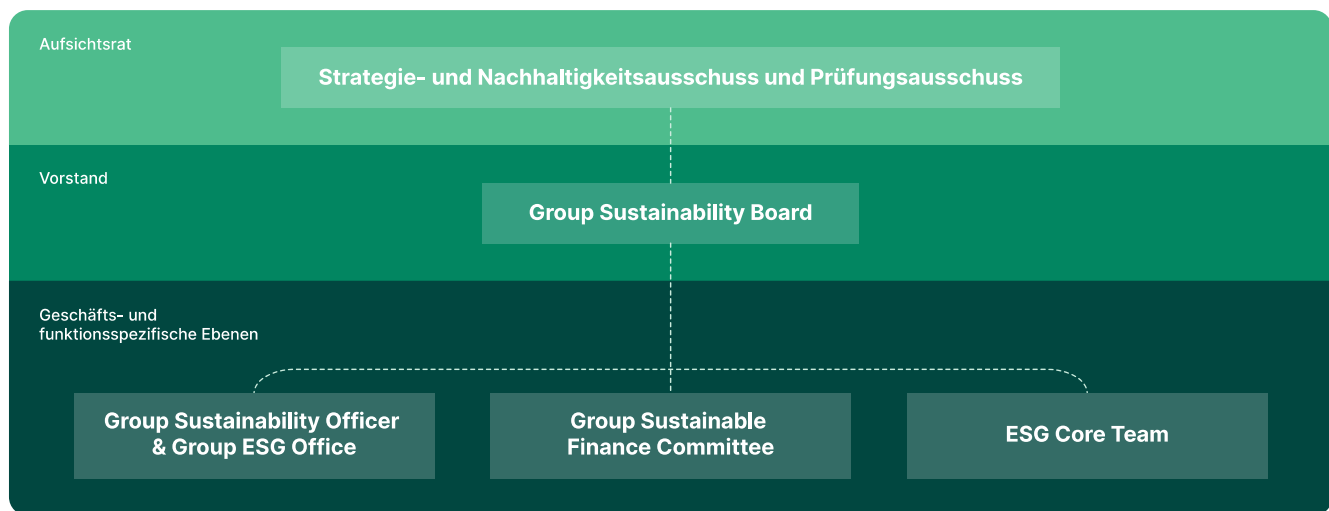 Aufsichtsrat
Strategie- und Nachhaltigkeitsausschuss und Prüfungsausschuss
Vorstand
Group Sustainability Board
Geschäfts- und
funktionsspezifische Ebenen
Group Sustainability Officer
& Group ESG Office
Group Sustainable
Finance Committee
ESG Core Team